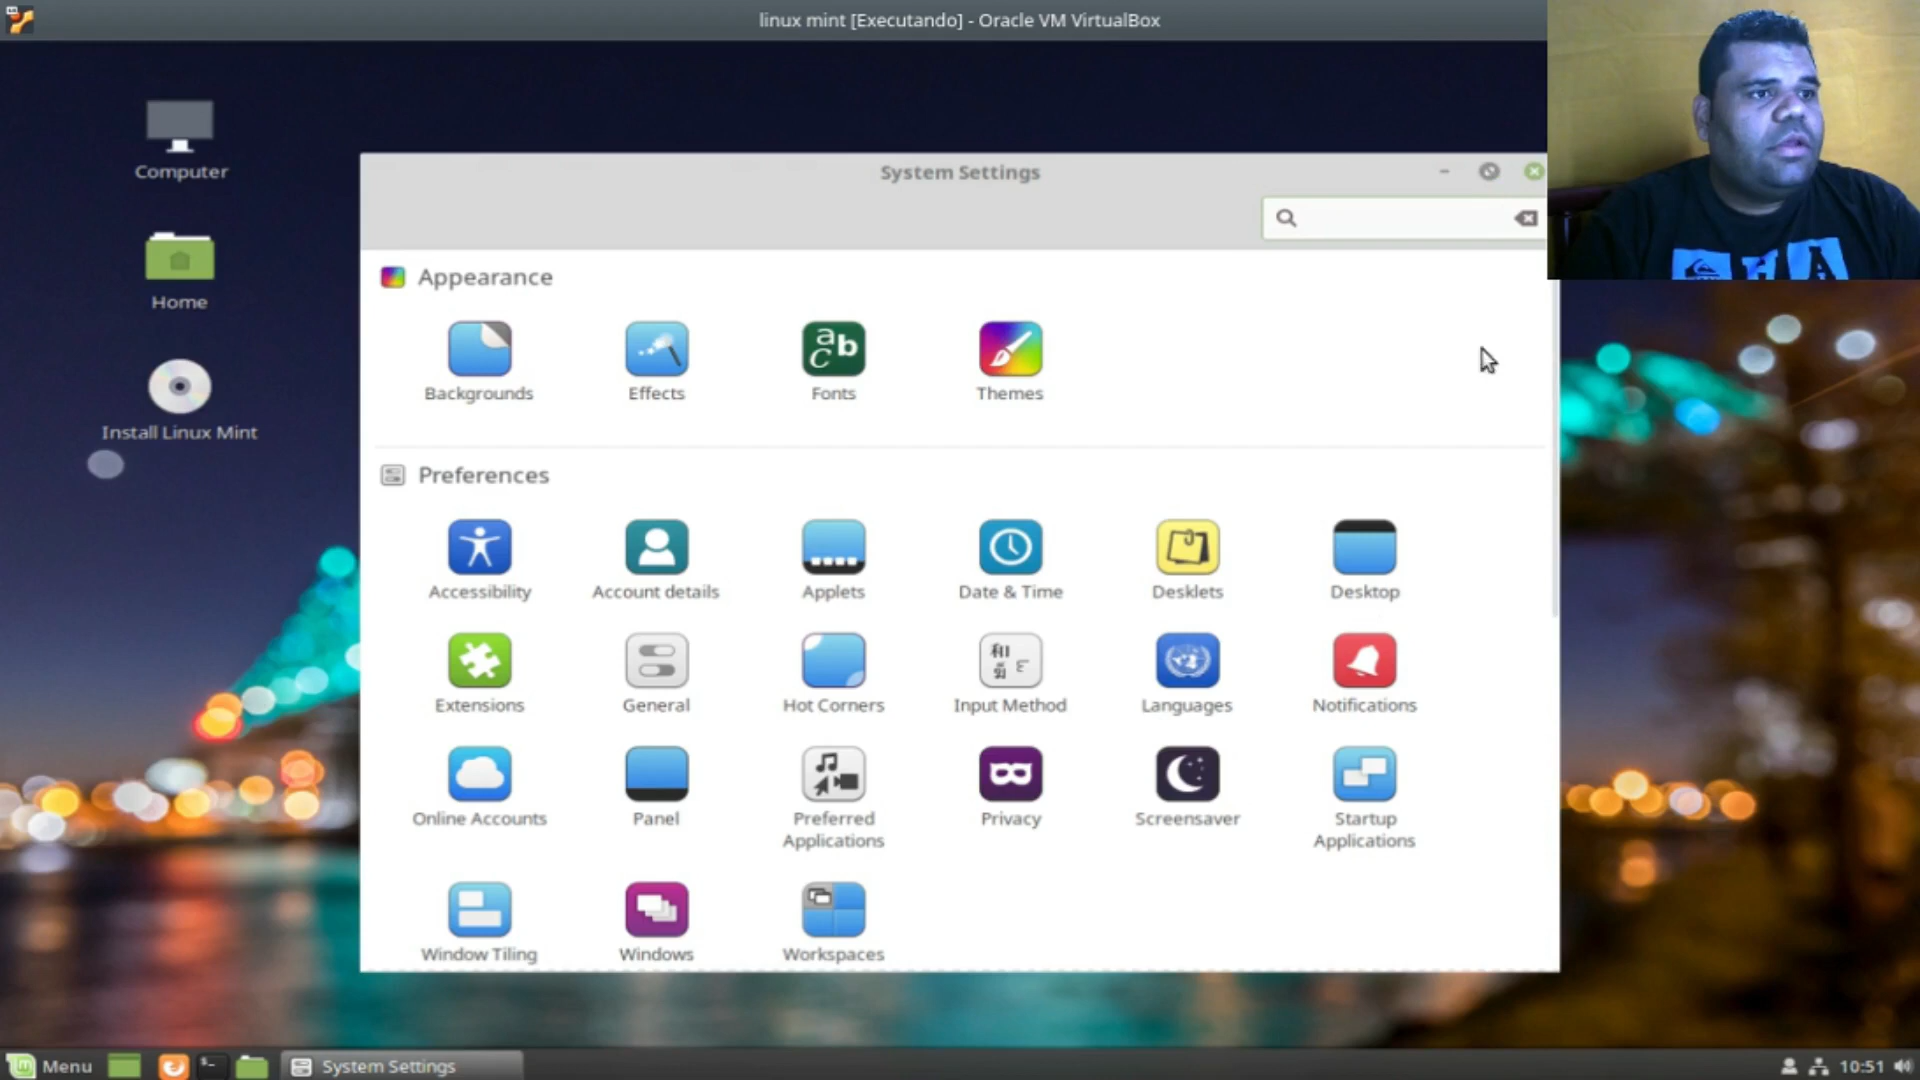 linux mint [Executando] - Oracle VM VirtualBox
Computer
Home
Install Linux Mint
System Settings
Appearance
Backgrounds
Effects
Fonts
Themes
Preferences
Accessibility
Account details
Applets
Date & Time
Desklets
Desktop
Extensions
General
Hot Corners
Input Method
Languages
Notifications
Online Accounts
Panel
Preferred
Applications
Privacy
Screensaver
Startup
Applications
Window Tiling
Windows
Workspaces
Menu
System Settings
10:51